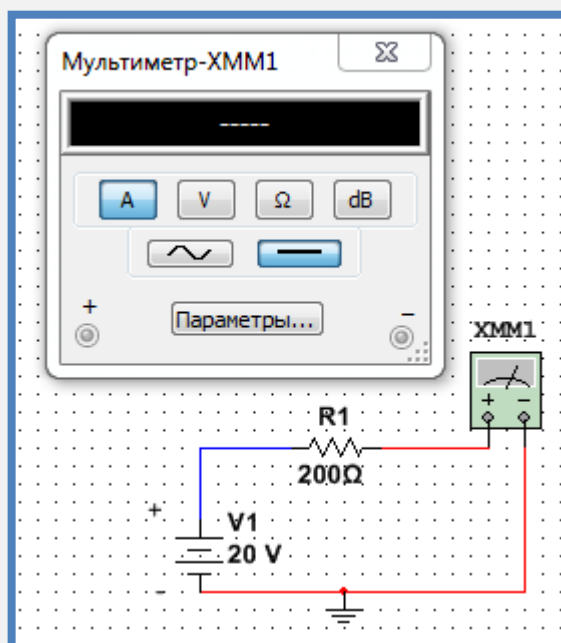 Мультиметр-XMM1
-----
A V Ω dB
+ Параметры... –
XMM1
+ –
R1
200Ω
+
V1
20 V
-